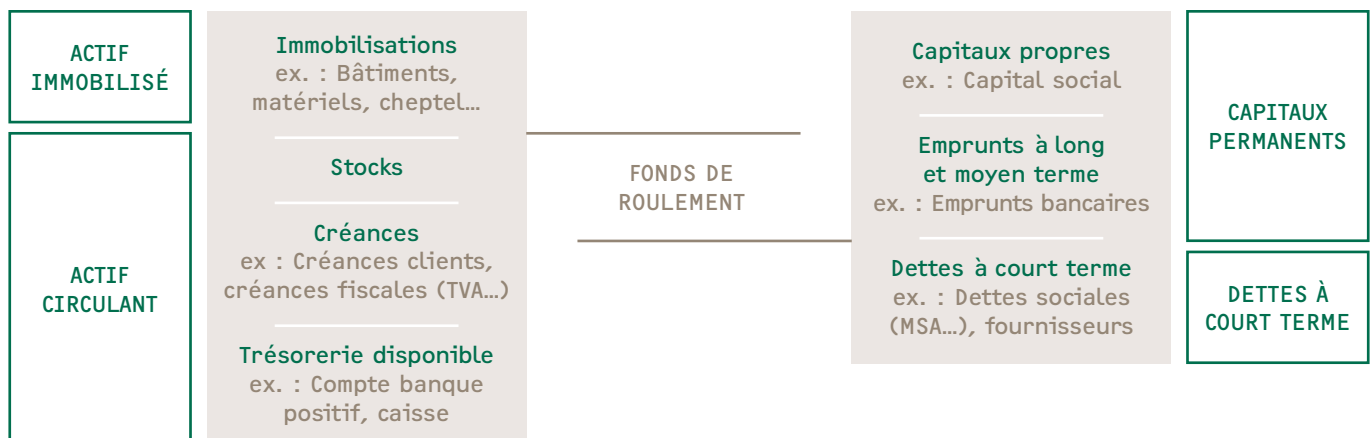 ACTIF
IMMOBILISÉ
ACTIF
CIRCULANT
Immobilisations
ex. : Bâtiments,
matériels, cheptel...
Stocks
Créances
ex : Créances clients,
créances fiscales (TVA...)
Trésorerie disponible
ex. : Compte banque
positif, caisse
FONDS DE
ROULEMENT
Capitaux propres
ex. : Capital social
Emprunts à long
et moyen terme
ex. : Emprunts bancaires
Dettes à court terme
ex. : Dettes sociales
(MSA...), fournisseurs
CAPITAUX
PERMANENTS
DETTES À
COURT TERME